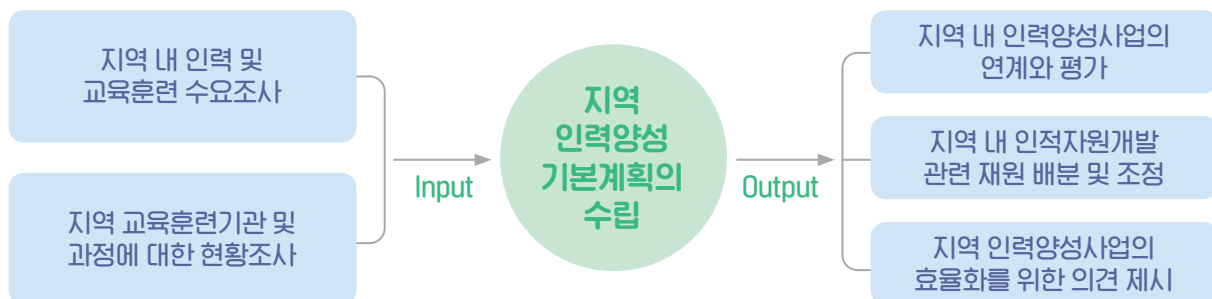 지역 내 인력 및
교육훈련 수요조사
지역 교육훈련기관 및
과정에 대한 현황조사
Input
지역
인력양성
기본계획의
수립
Output
지역 내 인력양성사업의
연계와 평가
지역 내 인적자원개발
관련 재원 배분 및 조정
지역 인력양성사업의
효율화를 위한 의견 제시